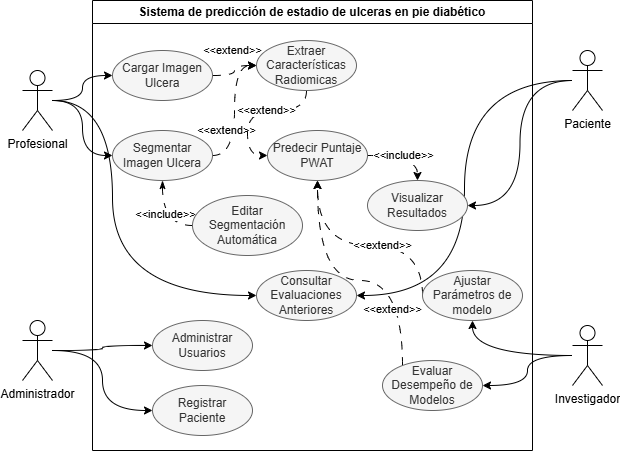 Sistema de predicción de estadio de ulceras en pie diabético
Profesional
Cargar Imagen
Ulcera
<<extend>>
Extraer
Características
Radiomicas
Paciente
<<extend>>
<<extend>>
Segmentar
Imagen Ulcera
Predecir Puntaje
PWAT
<<include>>
Visualizar
Resultados
<<include>>
Editar
Segmentación
Automática
<<extend>>
Consultar
Evaluaciones
Anteriores
Ajustar
Parámetros de
modelo
<<extend>>
Administrador
Administrar
Usuarios
Registrar
Paciente
Evaluar
Desempeño de
Modelos
Investigador